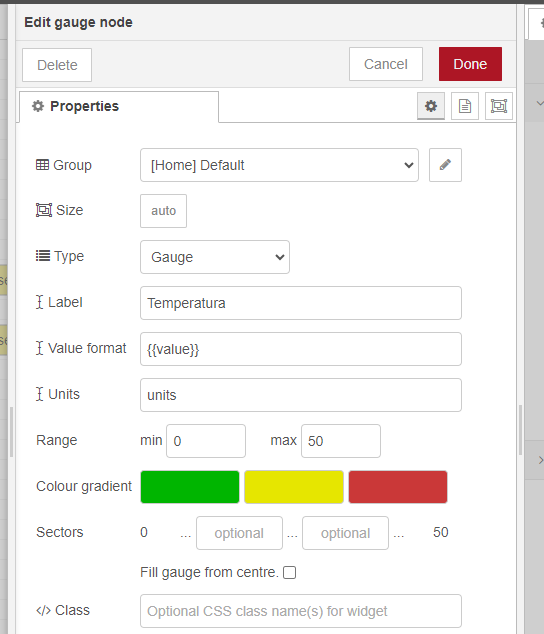 Edit gauge node
Delete Cancel Done
Properties
Group [Home] Default
Size auto
Type Gauge
Label Temperatura
Value format {{value}}
Units units
Range min 0 max 50
Colour gradient
Sectors 0 ... optional ... optional ... 50
Fill gauge from centre.
</> Class Optional CSS class name(s) for widget